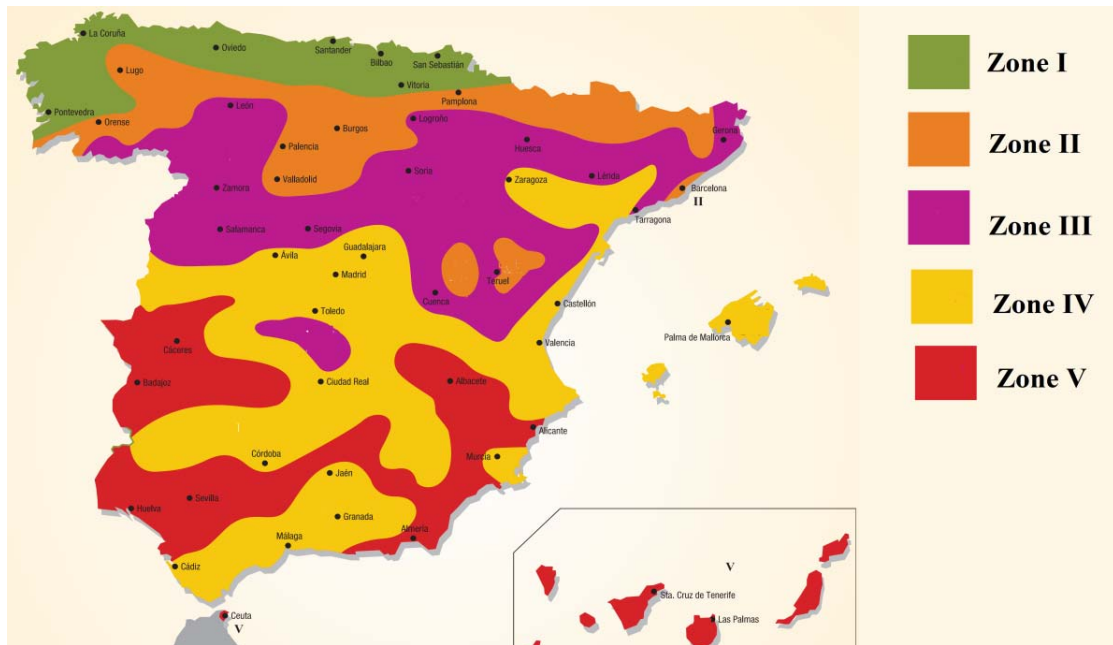 La Coruña
Oviedo
Santander
Bilbao
San Sebastián
Lugo
Vitoria
Pamplona
Pontevedra
Orense
León
Burgos
Logroño
Palencia
Huesca
Gerona
Valladolid
Soria
Zaragoza
Lérida
Zamora
Barcelona
II
Tarragona
Salamanca
Segovia
Guadalajara
Ávila
Madrid
Teruel
Cuenca
Castellón
Toledo
Palma de Mallorca
Cáceres
Valencia
Badajoz
Ciudad Real
Albacete
Alicante
Córdoba
Murcia
Jaén
Sevilla
Huelva
Granada
Almería
Málaga
Cádiz
Ceuta
V
V
Sta. Cruz de Tenerife
Las Palmas
Zone I
Zone II
Zone III
Zone IV
Zone V